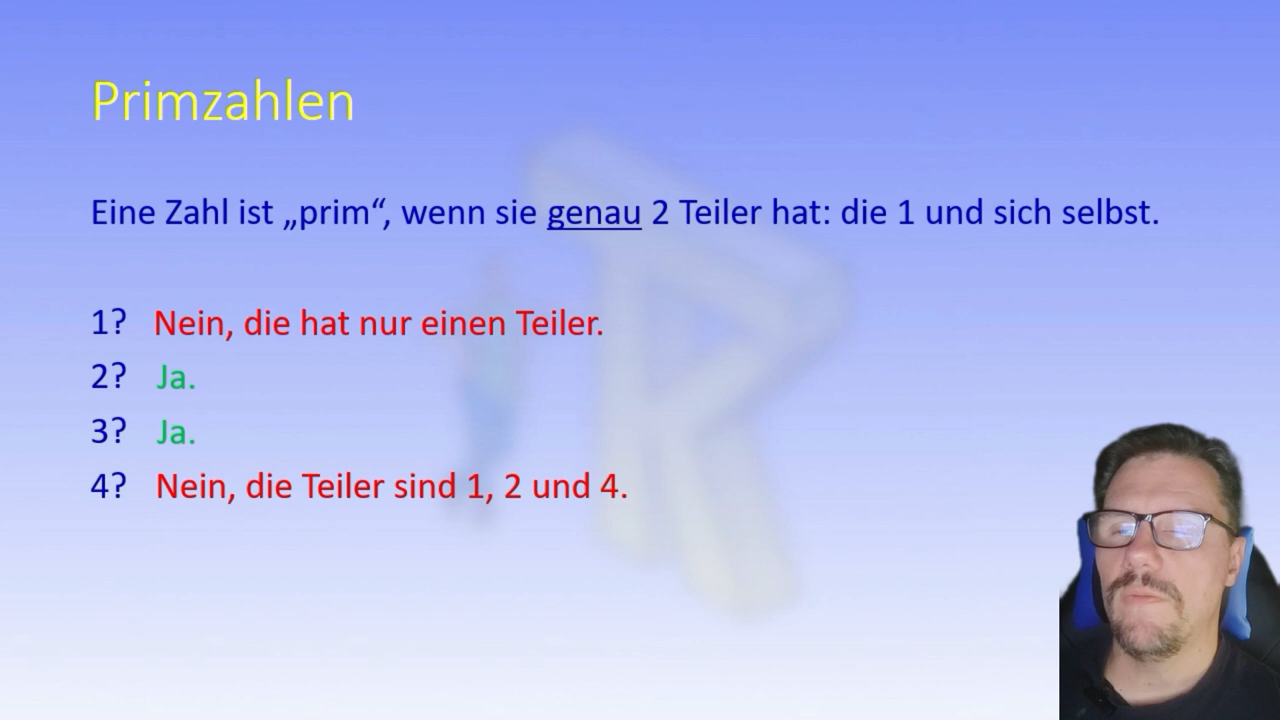 Primzahlen
Eine Zahl ist „prim“, wenn sie genau 2 Teiler hat: die 1 und sich selbst.
1? Nein, die hat nur einen Teiler.
2? Ja.
3? Ja.
4? Nein, die Teiler sind 1, 2 und 4.